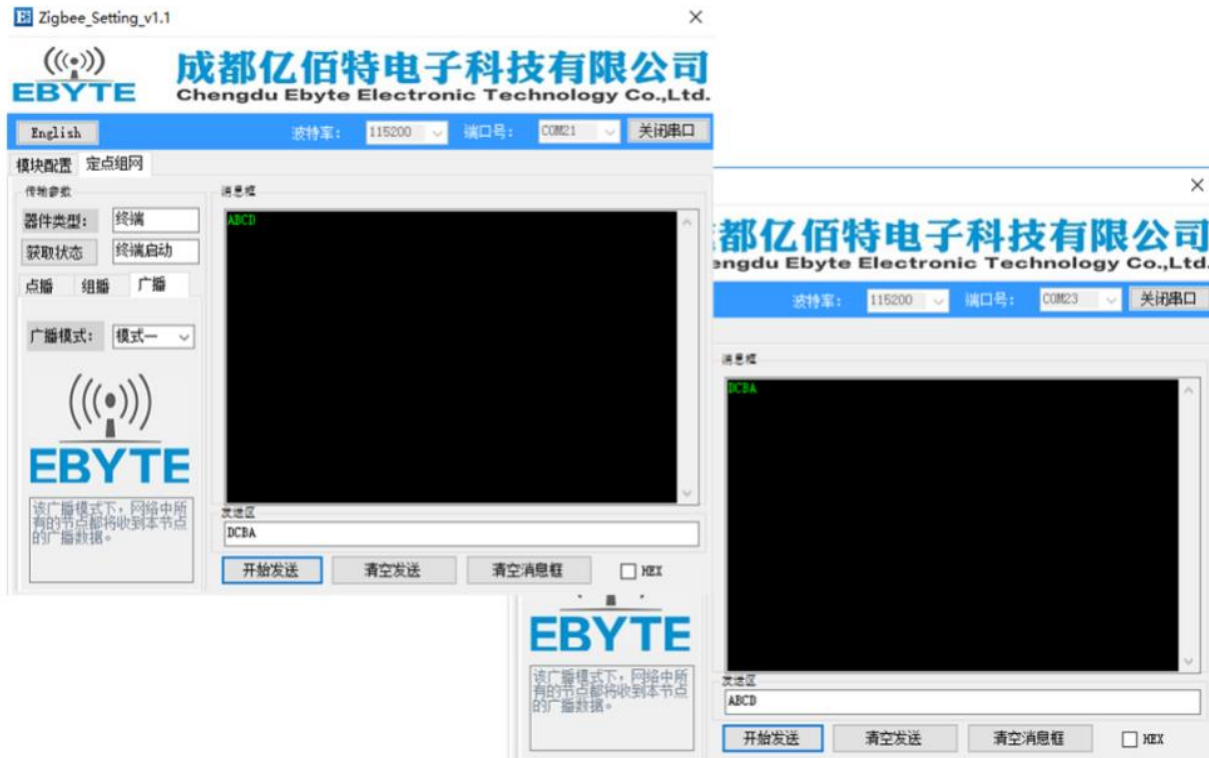 Zigbee_Setting_v1.1
EBYTE
成都亿佰特电子科技有限公司
Chengdu Ebyte Electronic Technology Co.,Ltd.
English
波特率:
115200
端口号:
COM21
关闭串口
模块配置
定点组网
传输参数
器件类型:
终端
获取状态
终端启动
点播
组播
广播
广播模式:
模式一
EBYTE
该广播模式下,网络中所
有的节点都将收到本节点
的广播数据。
消息框
ABCD
发送区
DCBA
开始发送
清空发送
清空消息框
HEX
都亿佰特电子科技有限公司
engdu Ebyte Electronic Technology Co.,Ltd.
波特率:
115200
端口号:
COM23
关闭串口
消息框
DCBA
EBYTE
该广播模式下,网络中所
有的节点都将收到本节点
的广播数据。
发送区
ABCD
开始发送
清空发送
清空消息框
HEX